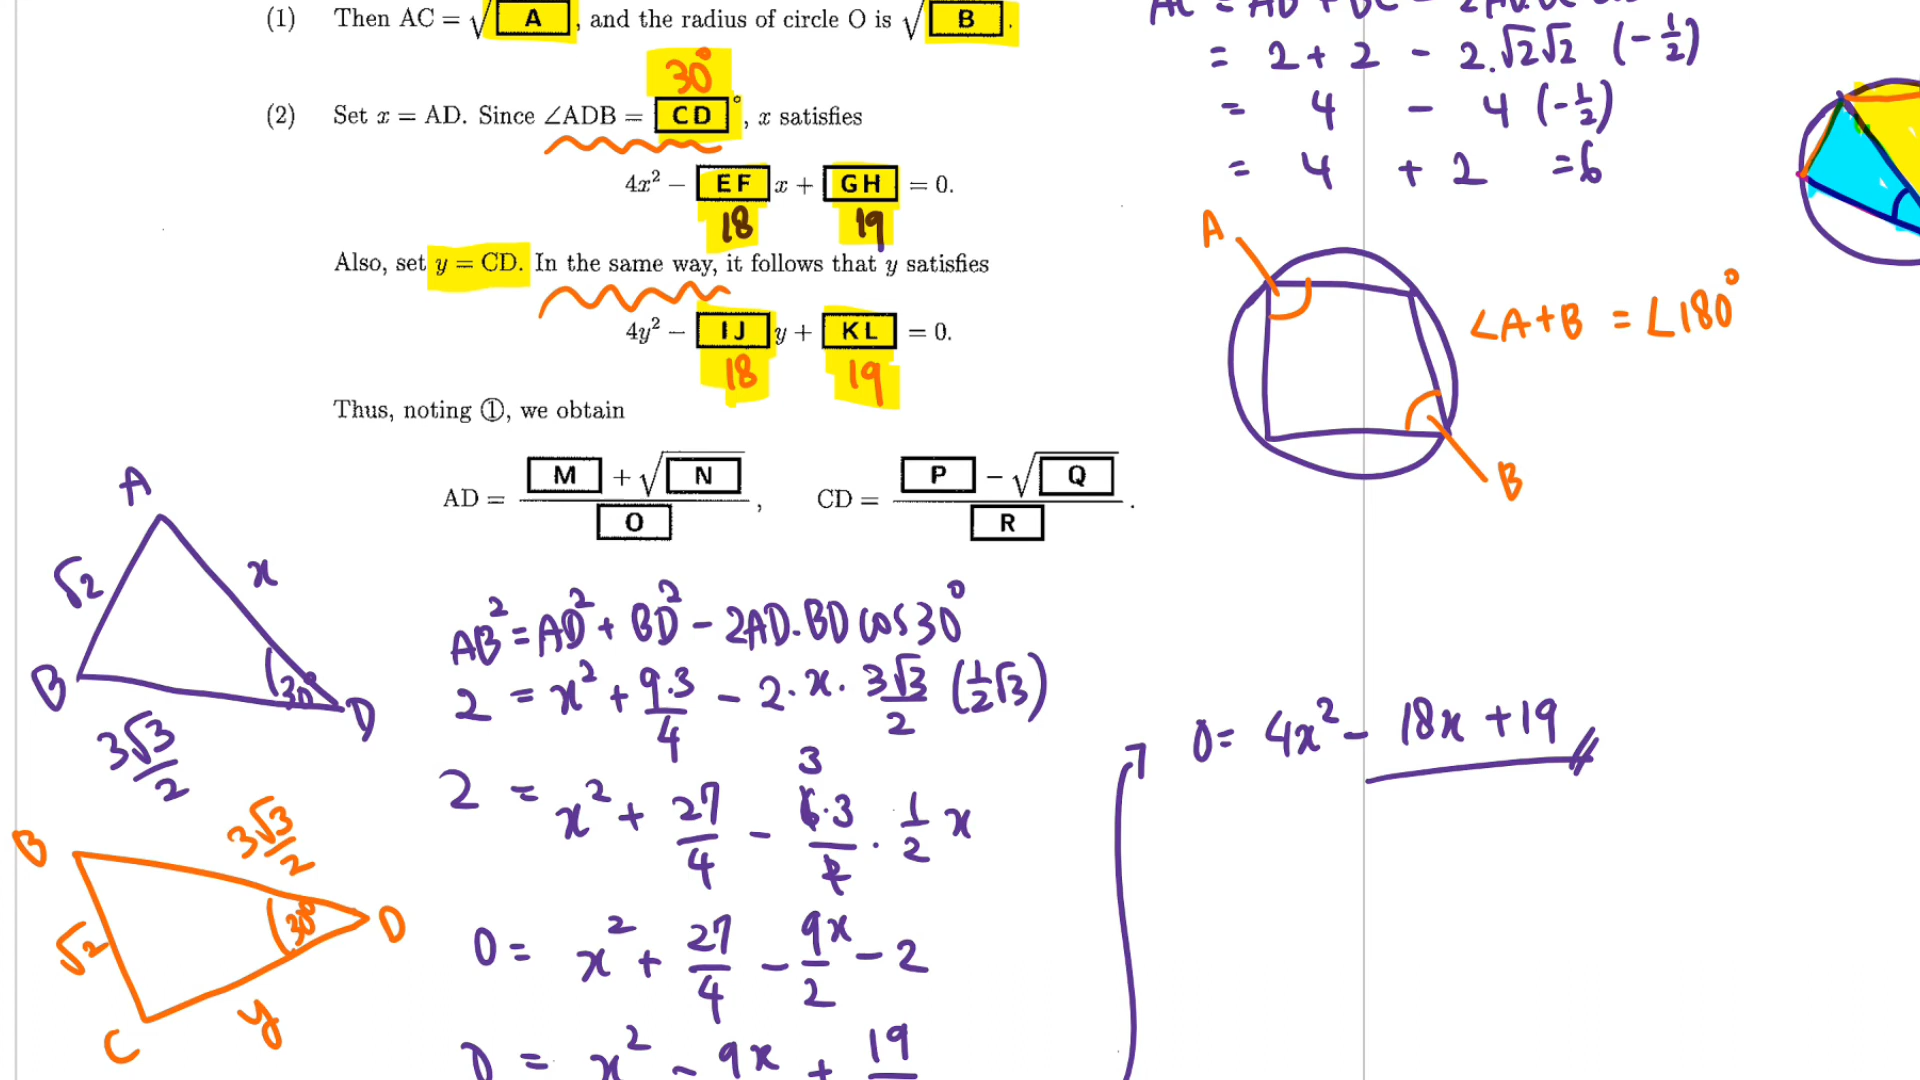 (1) Then AC = √A, and the radius of circle O is √B.
30°
(2) Set x = AD. Since ∠ADB = CD°, x satisfies
4x² − EF x + GH = 0.
18 19
Also, set y = CD. In the same way, it follows that y satisfies
4y² − IJ y + KL = 0.
18 19
Thus, noting ①, we obtain
AD = (M + √N) / O, CD = (P − √Q) / R.
= 2 + 2 - 2.√2√2 (-1/2)
= 4 - 4 (-1/2)
= 4 + 2 = 6
A
∠A+B = ∠180°
B
A
√2
x
B
30°
D
3√3/2
B
3√3/2
30°
D
√2
y
C
AB² = AD² + BD² - 2AD.BD cos30°
2 = x² + 9.3/4 - 2.x. 3√3/2 (1/2√3)
3
2 = x² + 27/4 - 6.3/2 . 1/2 x
0 = x² + 27/4 - 9x/2 - 2
0 = x² - 9x + 19
0 = 4x² - 18x + 19